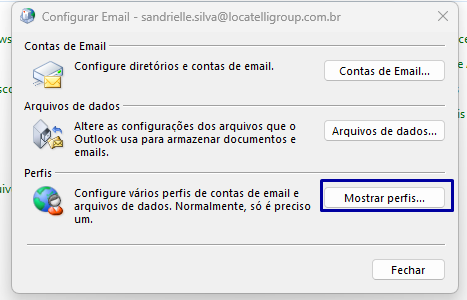 Configurar Email - sandrielle.silva@locatelligroup.com.br
Contas de Email
Configure diretórios e contas de email.
Contas de Email...
Arquivos de dados
Altere as configurações dos arquivos que o
Outlook usa para armazenar documentos e
emails.
Arquivos de dados...
Perfis
Configure vários perfis de contas de email e
arquivos de dados. Normalmente, só é preciso
um.
Mostrar perfis...
Fechar